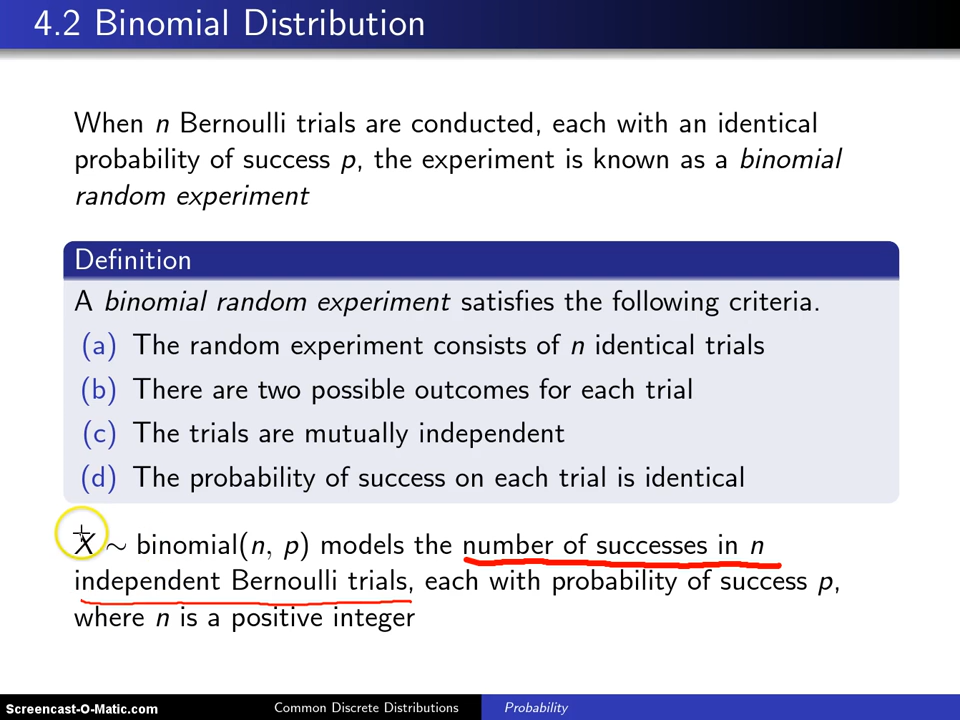 4.2 Binomial Distribution
When n Bernoulli trials are conducted, each with an identical
probability of success p, the experiment is known as a binomial
random experiment
Definition
A binomial random experiment satisfies the following criteria.
(a) The random experiment consists of n identical trials
(b) There are two possible outcomes for each trial
(c) The trials are mutually independent
(d) The probability of success on each trial is identical
X ∼ binomial(n, p) models the number of successes in n
independent Bernoulli trials, each with probability of success p,
where n is a positive integer
Screencast-O-Matic.com
Common Discrete Distributions
Probability